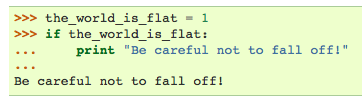 >>> the_world_is_flat = 1
>>> if the_world_is_flat:
...     print "Be careful not to fall off!"
...
Be careful not to fall off!